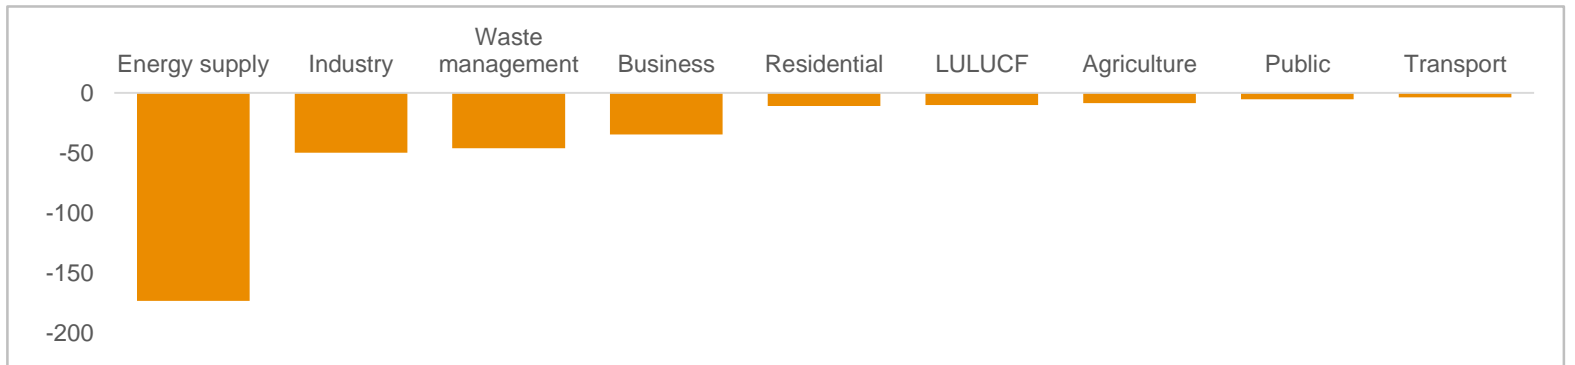 Energy supply
Industry
Waste
management
Business
Residential
LULUCF
Agriculture
Public
Transport
0
-50
-100
-150
-200